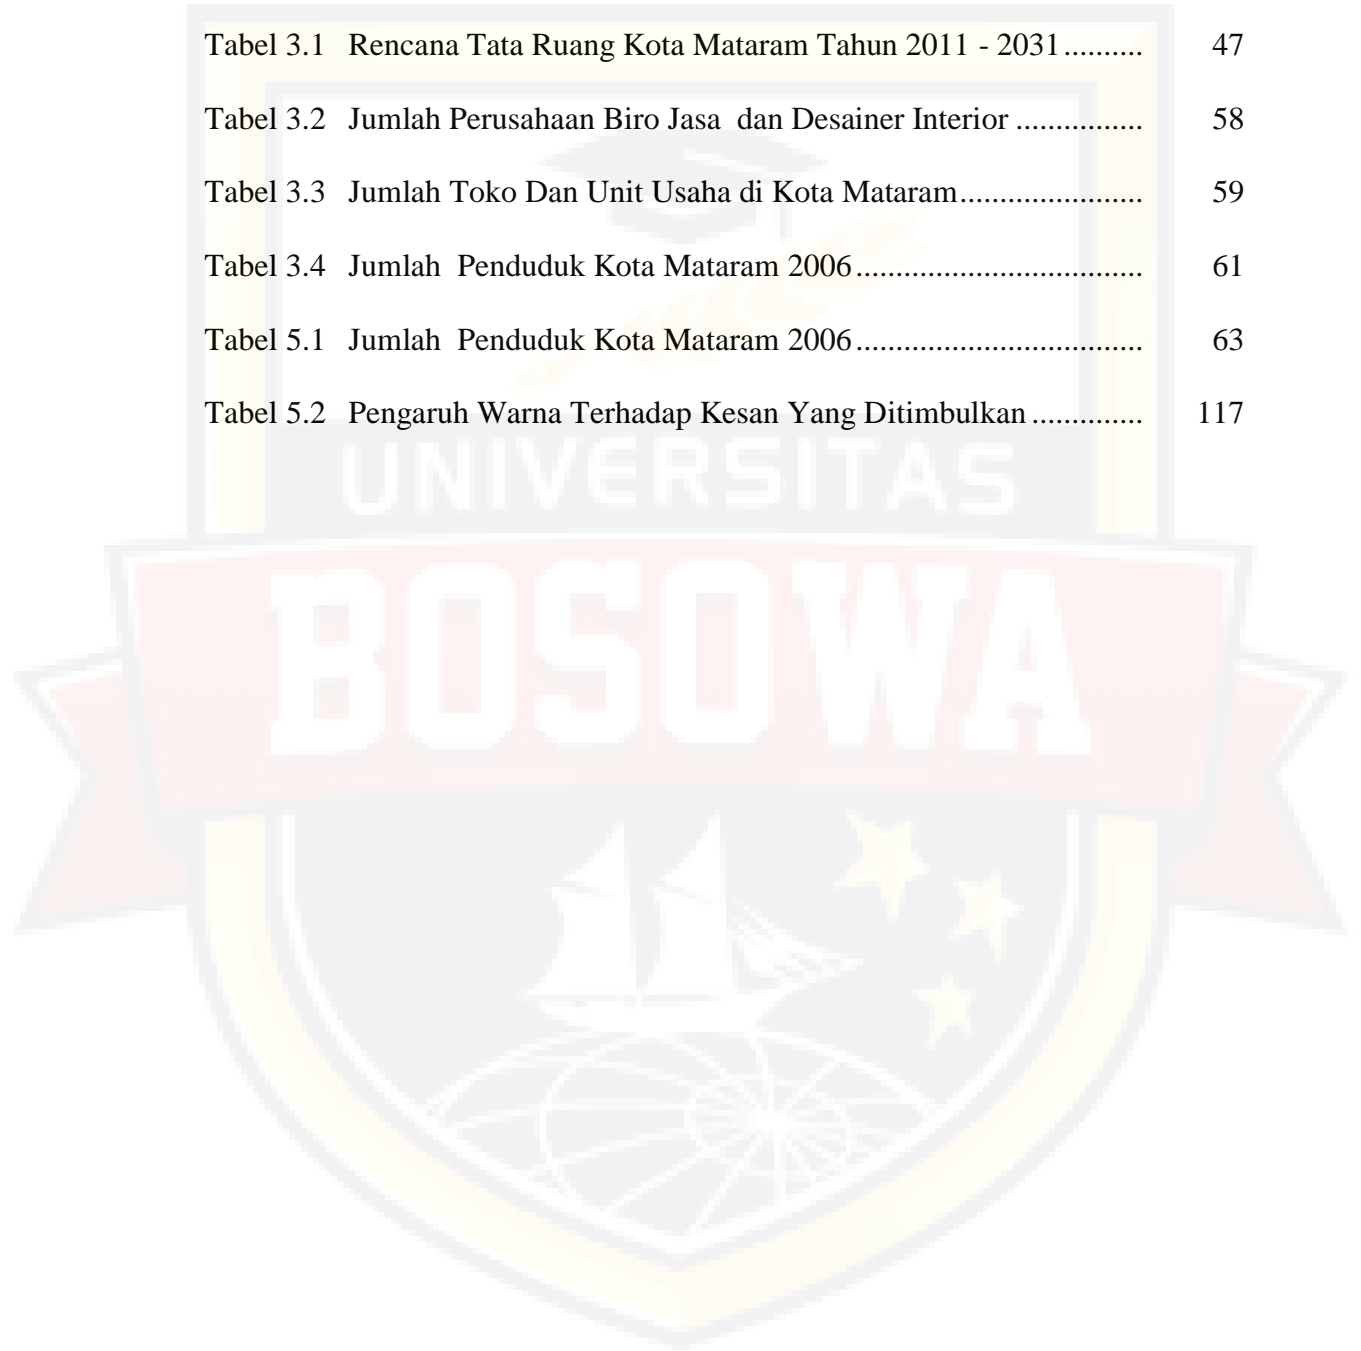 Tabel 3.1 Rencana Tata Ruang Kota Mataram Tahun 2011 - 2031.......... 47
Tabel 3.2 Jumlah Perusahaan Biro Jasa dan Desainer Interior ................ 58
Tabel 3.3 Jumlah Toko Dan Unit Usaha di Kota Mataram...................... 59
Tabel 3.4 Jumlah Penduduk Kota Mataram 2006.................................. 61
Tabel 5.1 Jumlah Penduduk Kota Mataram 2006.................................. 63
Tabel 5.2 Pengaruh Warna Terhadap Kesan Yang Ditimbulkan............. 117
UNIVERSITAS
BOSOWA